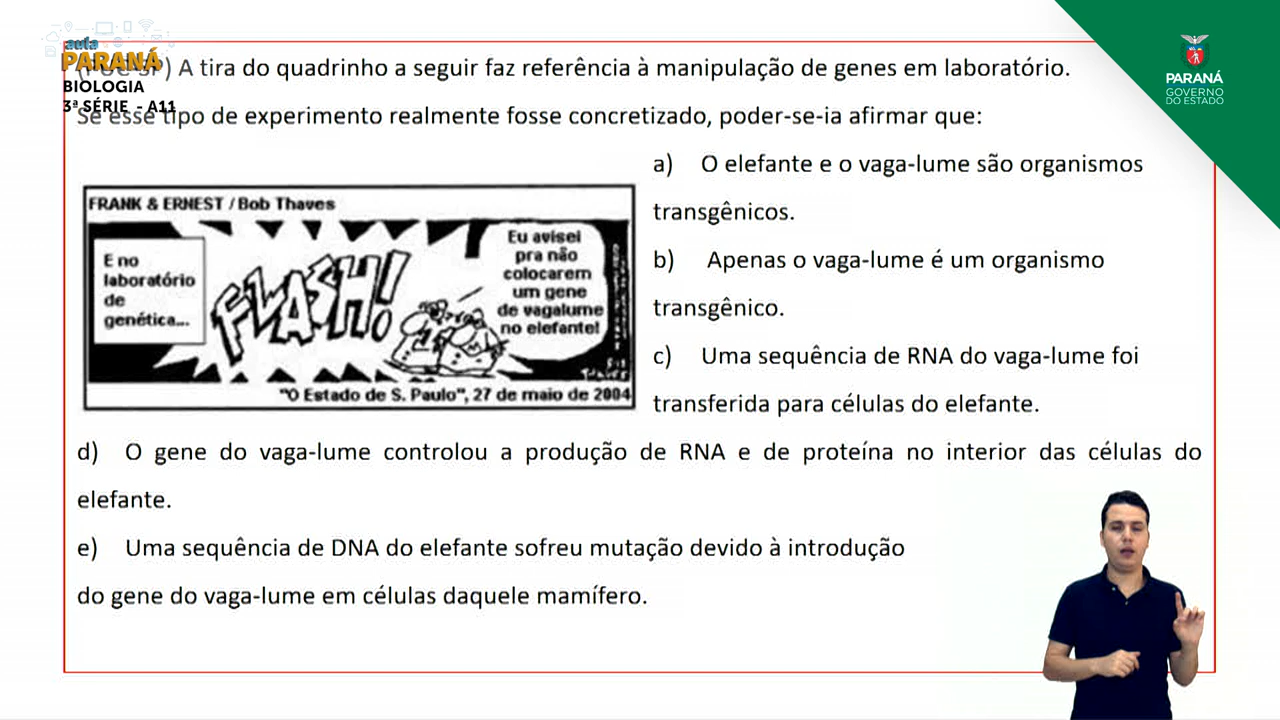 aula
PARANÁ
BIOLOGIA
3ª SÉRIE - A11
PARANÁ
GOVERNO
DO ESTADO
A tira do quadrinho a seguir faz referência à manipulação de genes em laboratório.
Se esse tipo de experimento realmente fosse concretizado, poder-se-ia afirmar que:
FRANK & ERNEST / Bob Thaves
E no
laboratório
de
genética...
FLASH!
Eu avisei
pra não
colocarem
um gene
de vagalume
no elefante!
"O Estado de S. Paulo", 27 de maio de 2004
a) O elefante e o vaga-lume são organismos
transgênicos.
b) Apenas o vaga-lume é um organismo
transgênico.
c) Uma sequência de RNA do vaga-lume foi
transferida para células do elefante.
d) O gene do vaga-lume controlou a produção de RNA e de proteína no interior das células do
elefante.
e) Uma sequência de DNA do elefante sofreu mutação devido à introdução
do gene do vaga-lume em células daquele mamífero.